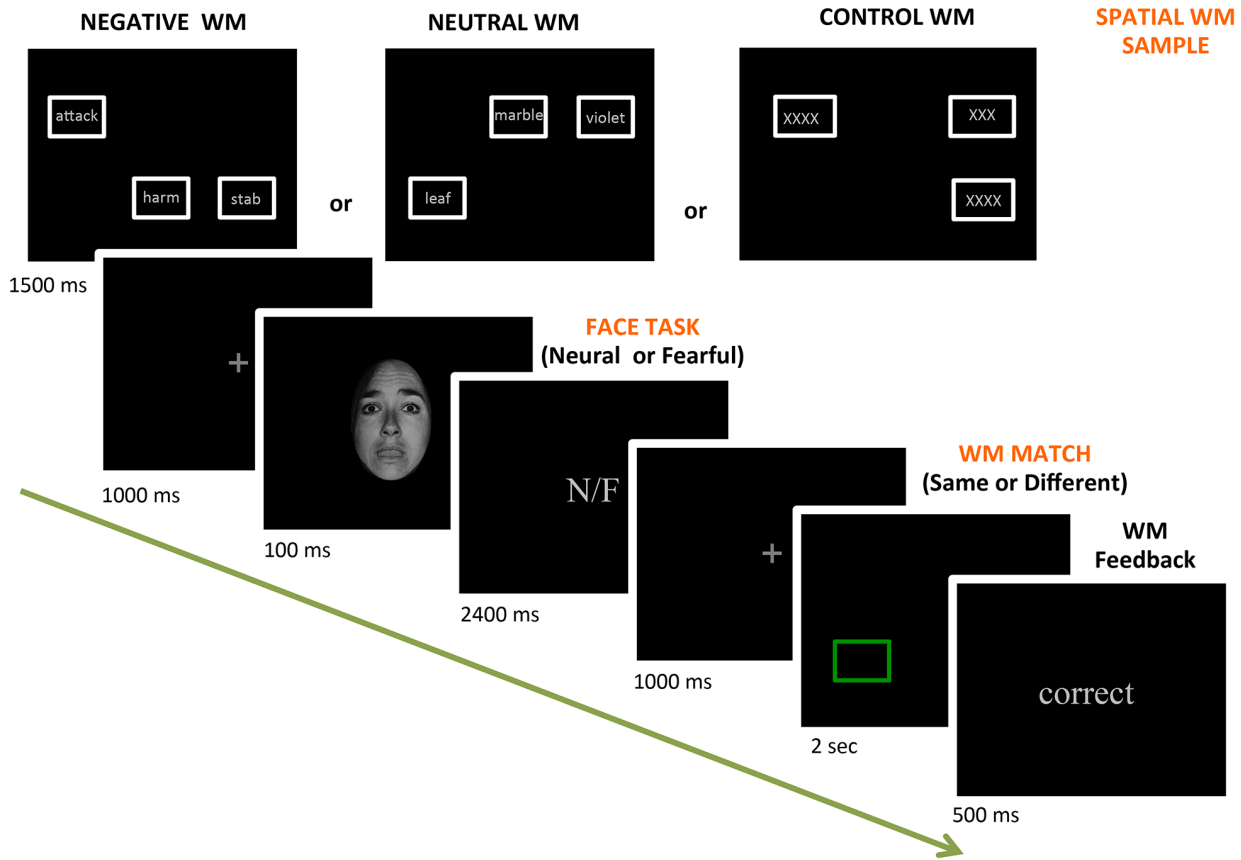 NEGATIVE WM
NEUTRAL WM
CONTROL WM
SPATIAL WM
SAMPLE
attack
harm
stab
or
marble
violet
leaf
or
XXXX
XXX
XXXX
1500 ms
+
1000 ms
FACE TASK
(Neural or Fearful)
100 ms
N/F
2400 ms
+
1000 ms
WM MATCH
(Same or Different)
2 sec
WM
Feedback
correct
500 ms